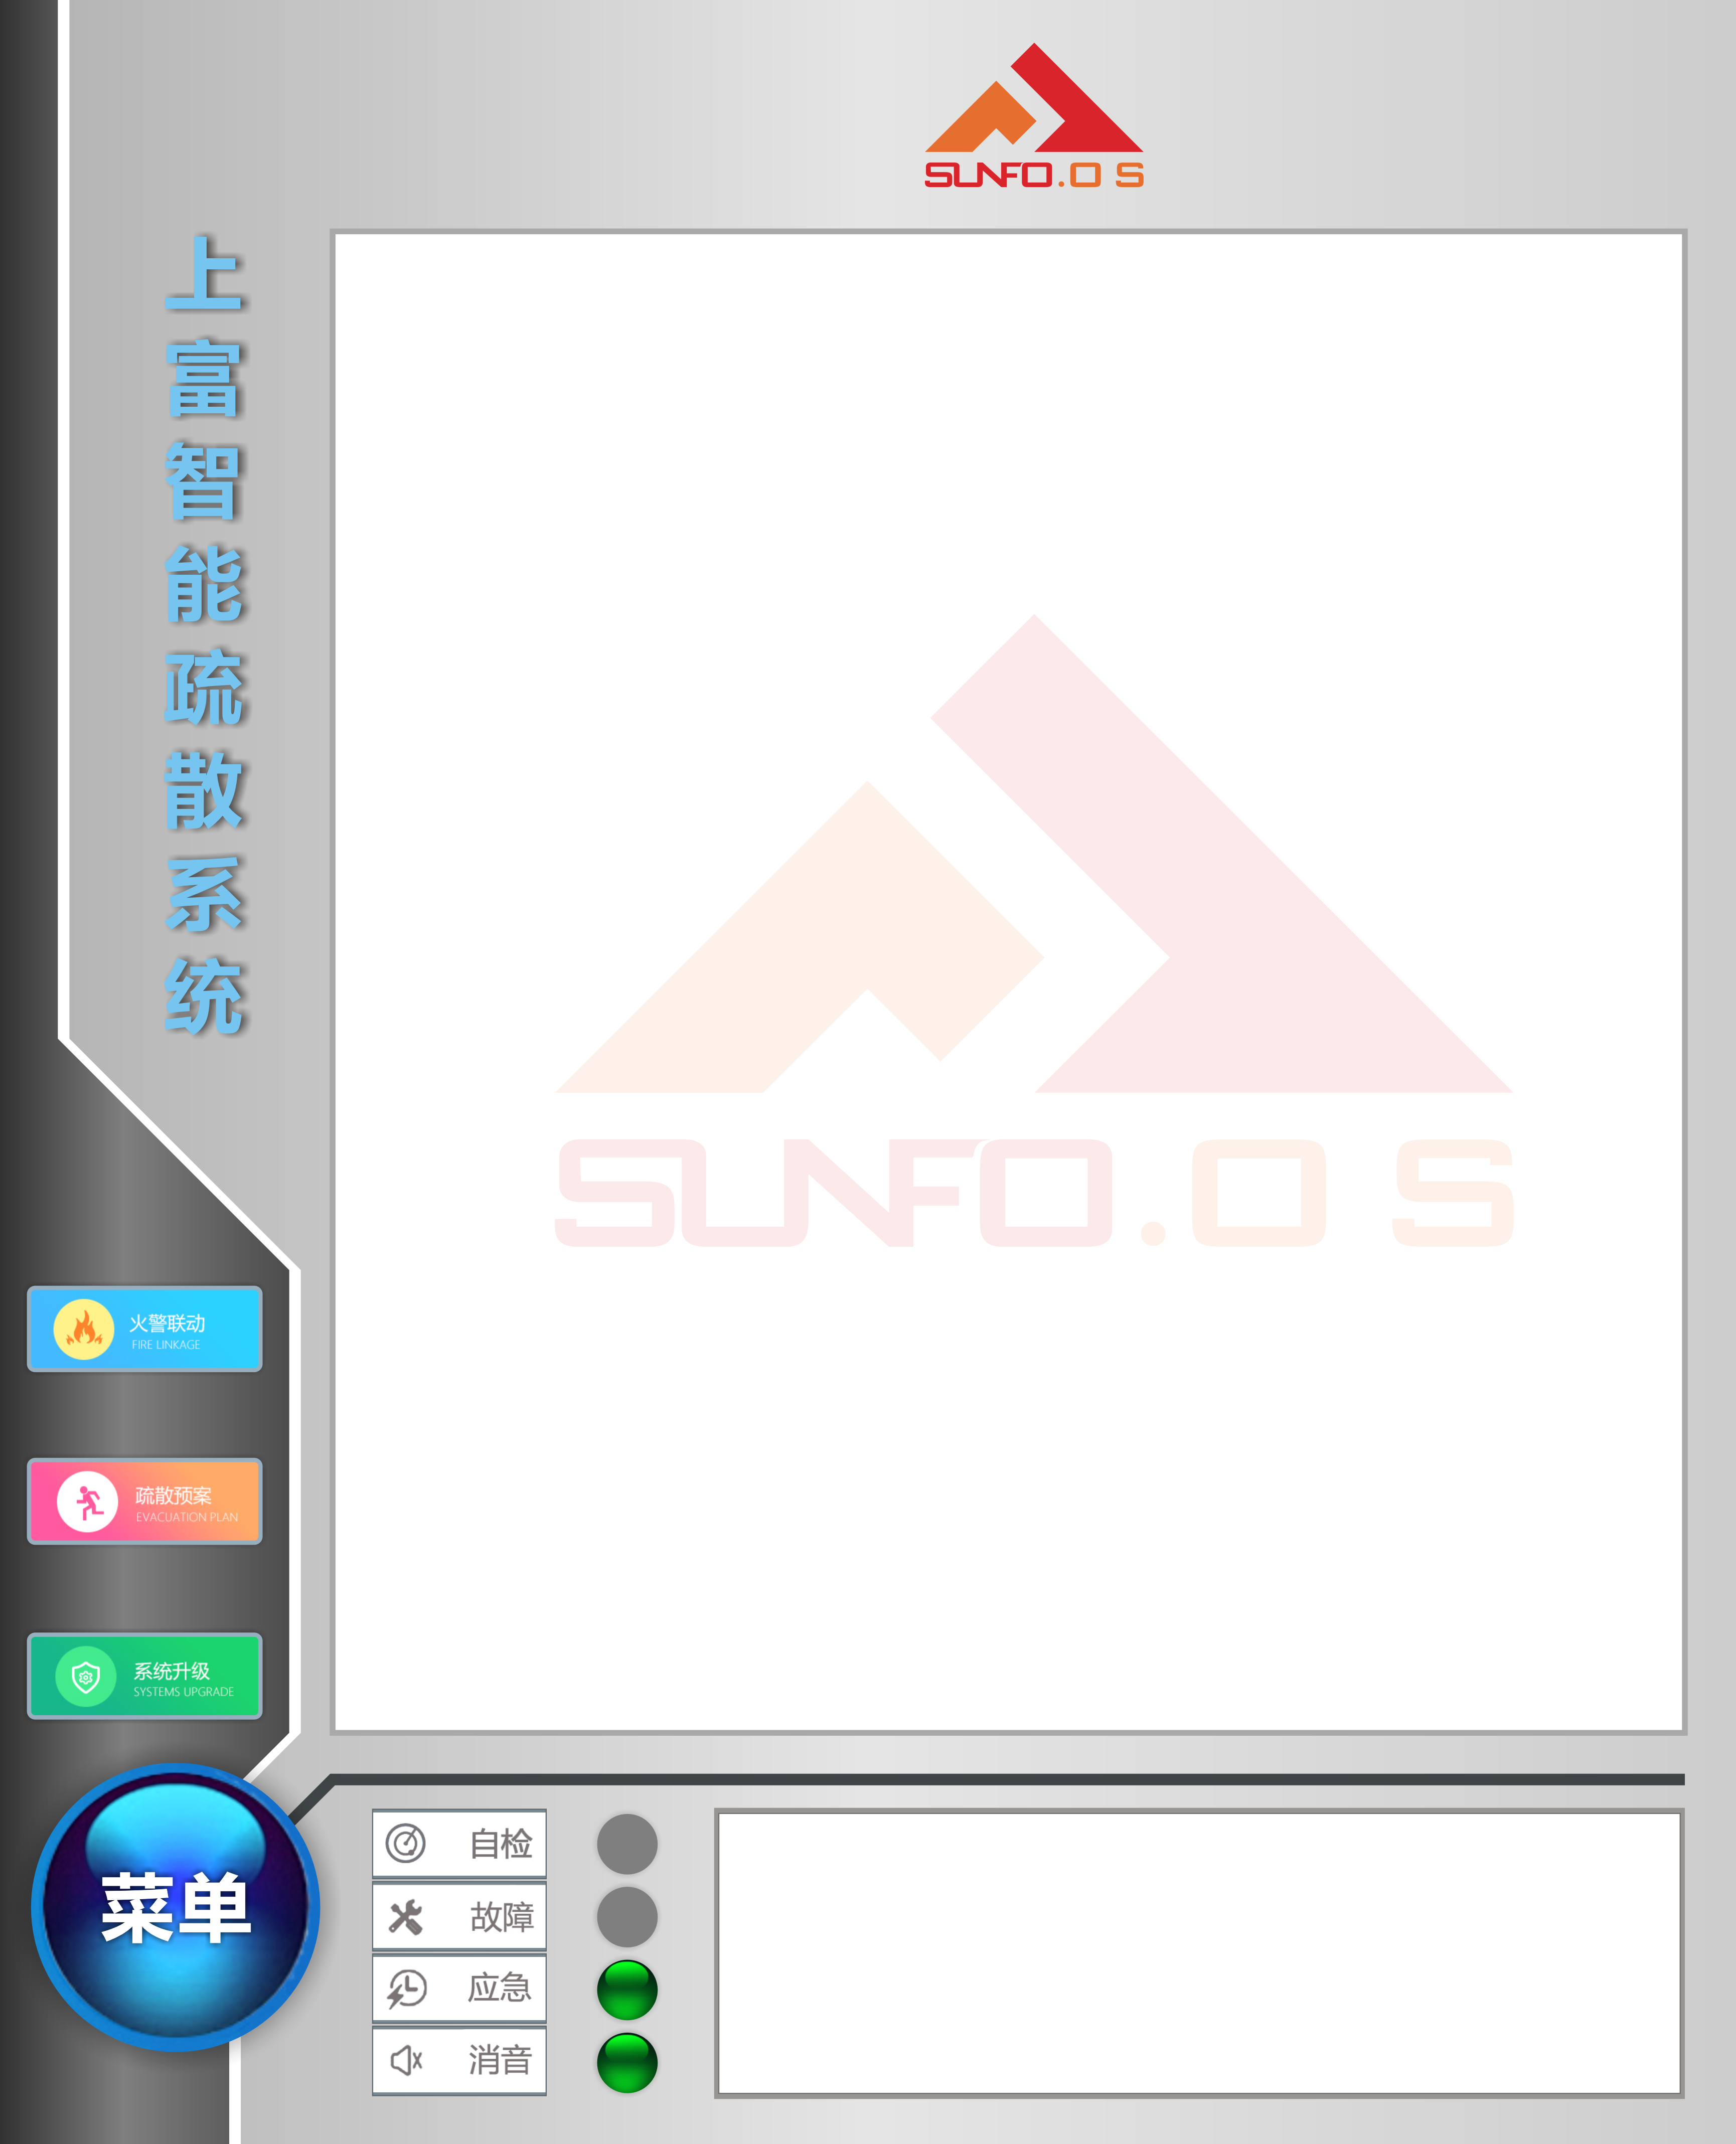 SUNFO.OS
上富智能疏散系统
SUNFO.OS
火警联动
FIRE LINKAGE
疏散预案
EVACUATION PLAN
系统升级
SYSTEMS UPGRADE
菜单
自检
故障
应急
消音